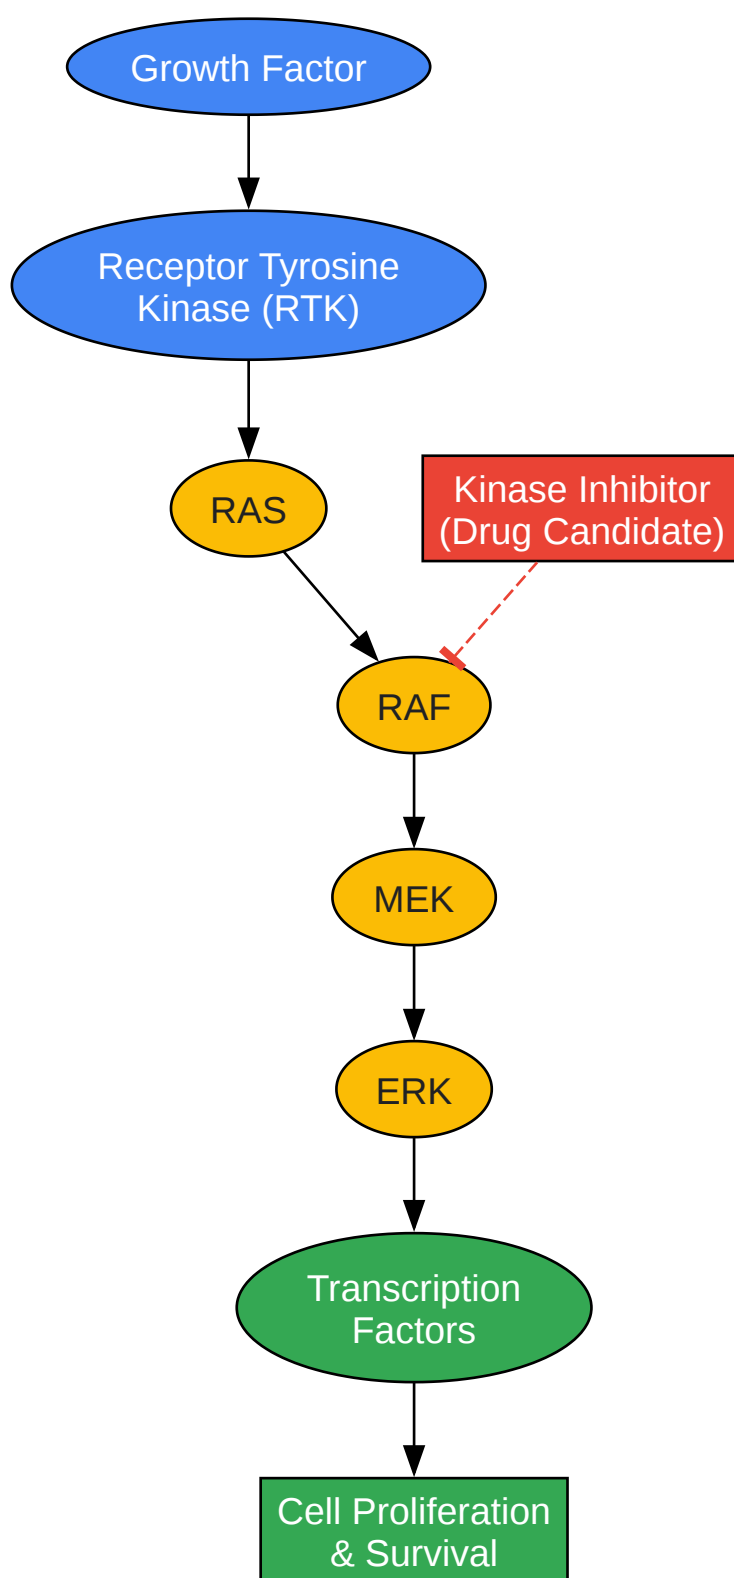 Growth Factor
Receptor Tyrosine
Kinase (RTK)
RAS
Kinase Inhibitor
(Drug Candidate)
RAF
MEK
ERK
Transcription
Factors
Cell Proliferation
& Survival